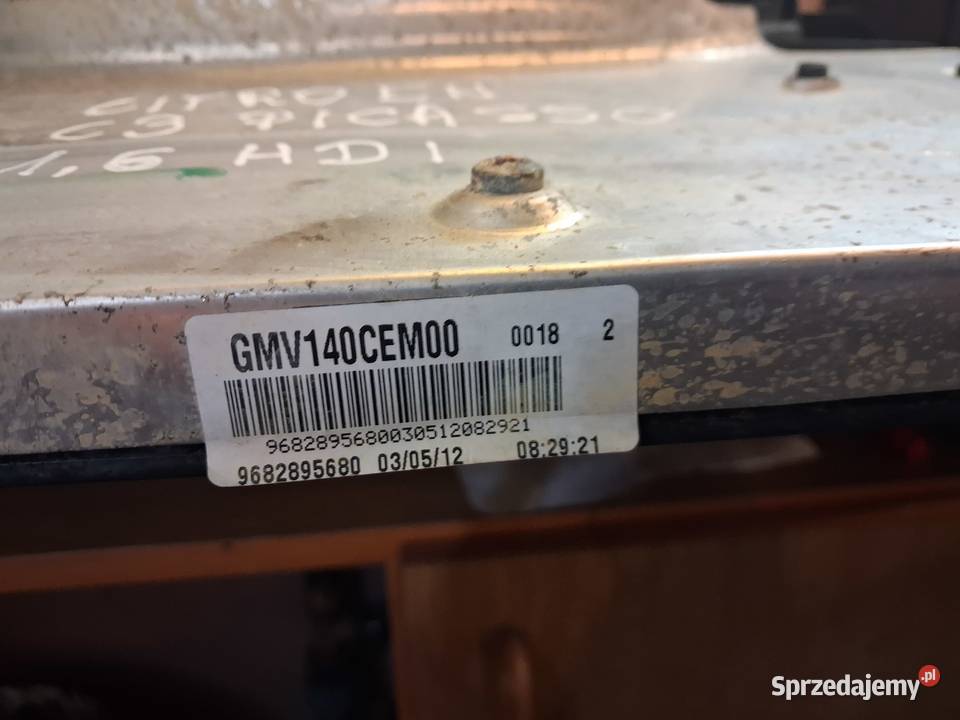 CITROEN
C3 PICASSO
1,6 HDI
GMV140CEM00 0018 2
9682895680030512082921
9682895680 03/05/12 08:29:21
Sprzedajemy.pl